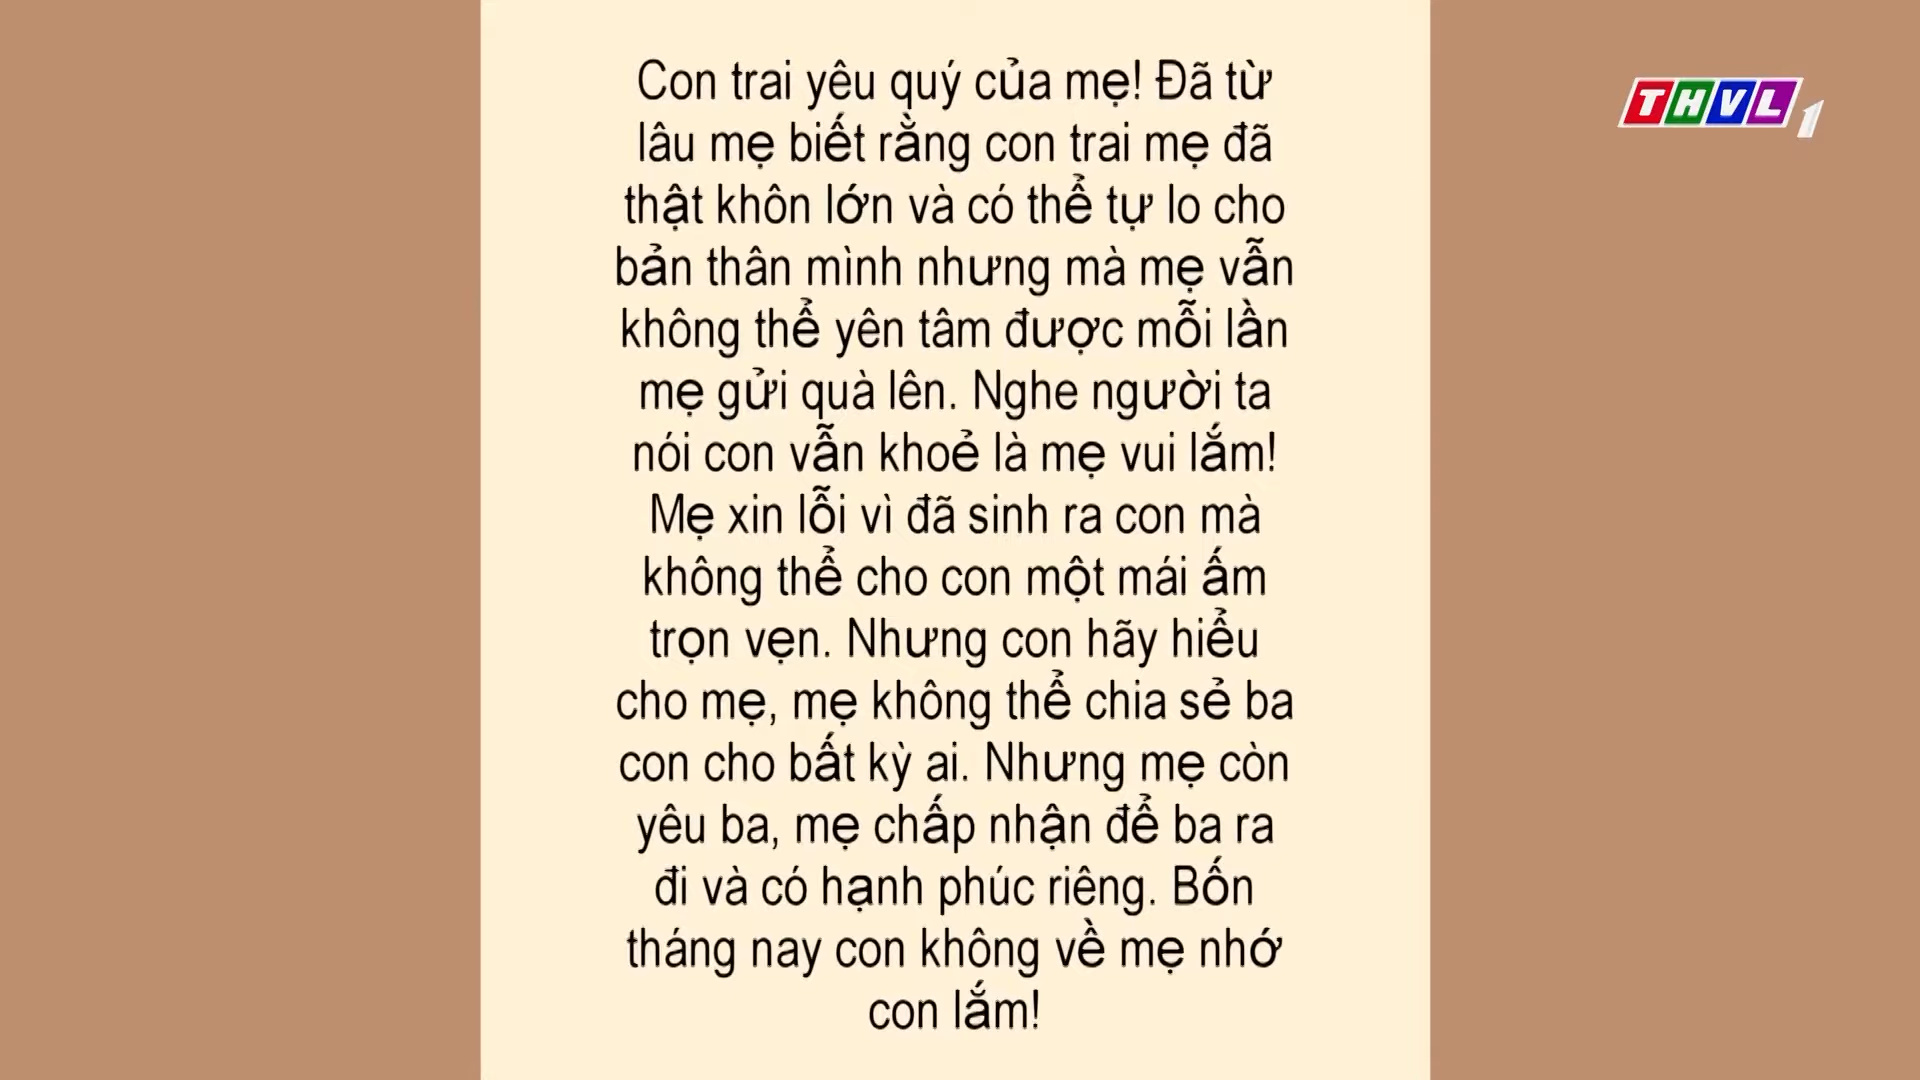 Con trai yêu quý của mẹ! Đã từ
lâu mẹ biết rằng con trai mẹ đã
thật khôn lớn và có thể tự lo cho
bản thân mình nhưng mà mẹ vẫn
không thể yên tâm được mỗi lần
mẹ gửi quà lên. Nghe người ta
nói con vẫn khoẻ là mẹ vui lắm!
Mẹ xin lỗi vì đã sinh ra con mà
không thể cho con một mái ấm
trọn vẹn. Nhưng con hãy hiểu
cho mẹ, mẹ không thể chia sẻ ba
con cho bất kỳ ai. Nhưng mẹ còn
yêu ba, mẹ chấp nhận để ba ra
đi và có hạnh phúc riêng. Bốn
tháng nay con không về mẹ nhớ
con lắm!
THVL1